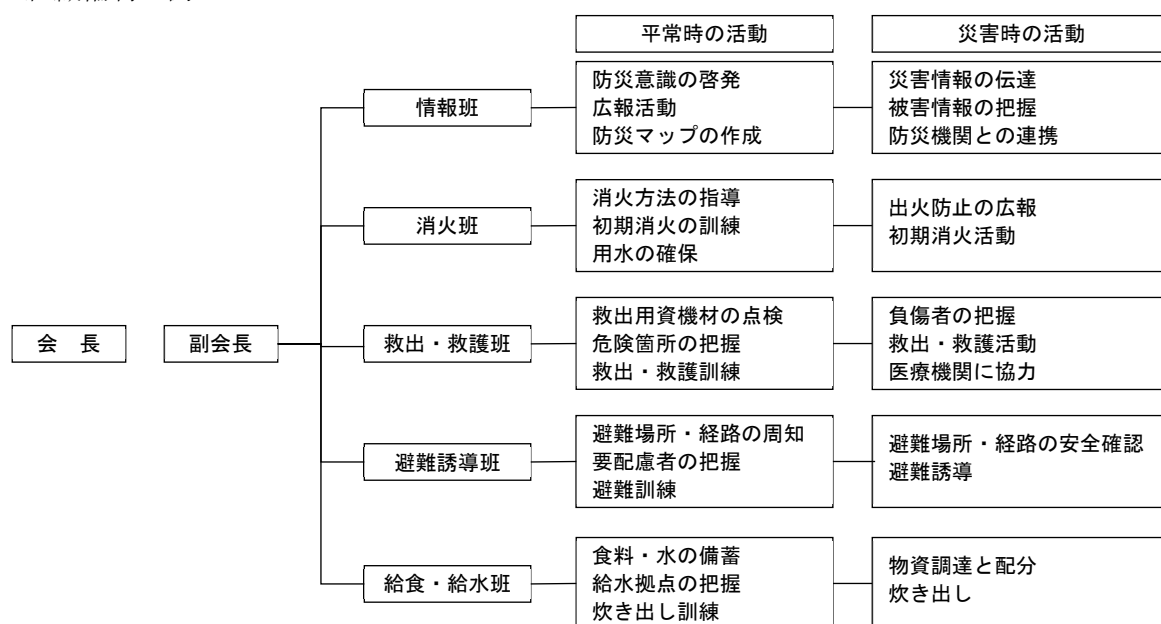 平常時の活動
災害時の活動
情報班
防災意識の啓発
広報活動
防災マップの作成
災害情報の伝達
被害情報の把握
防災機関との連携
消火班
消火方法の指導
初期消火の訓練
用水の確保
出火防止の広報
初期消火活動
会 長
副会長
救出・救護班
救出用資機材の点検
危険箇所の把握
救出・救護訓練
負傷者の把握
救出・救護活動
医療機関に協力
避難誘導班
避難場所・経路の周知
要配慮者の把握
避難訓練
避難場所・経路の安全確認
避難誘導
給食・給水班
食料・水の備蓄
給水拠点の把握
炊き出し訓練
物資調達と配分
炊き出し